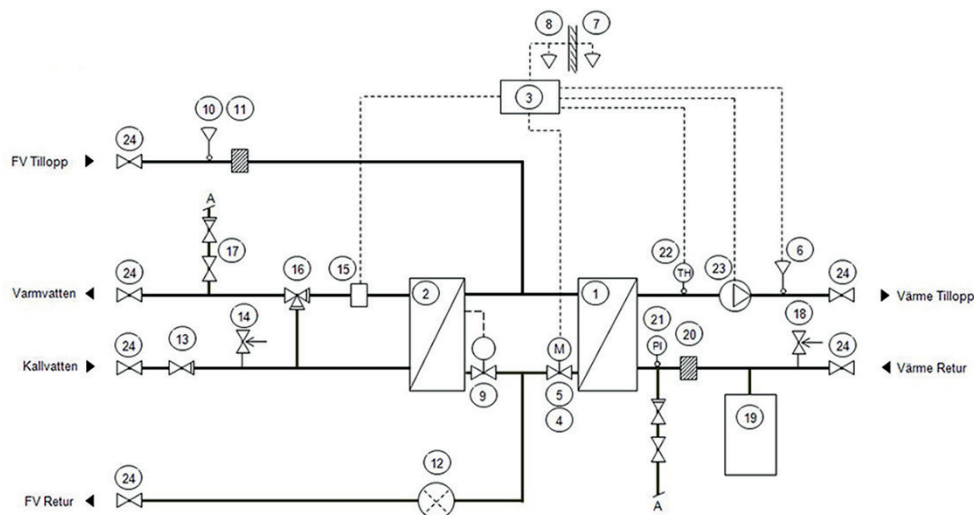 8 7
3
10 11
24
FV Tillopp
A
17
24
16
15
2
1
22
TH
23
6
24
Varmvatten
Värme Tillopp
14
21
20
18
24
13
PI
M
24
Kallvatten
Värme Retur
9
5
4
19
12
24
FV Retur
A